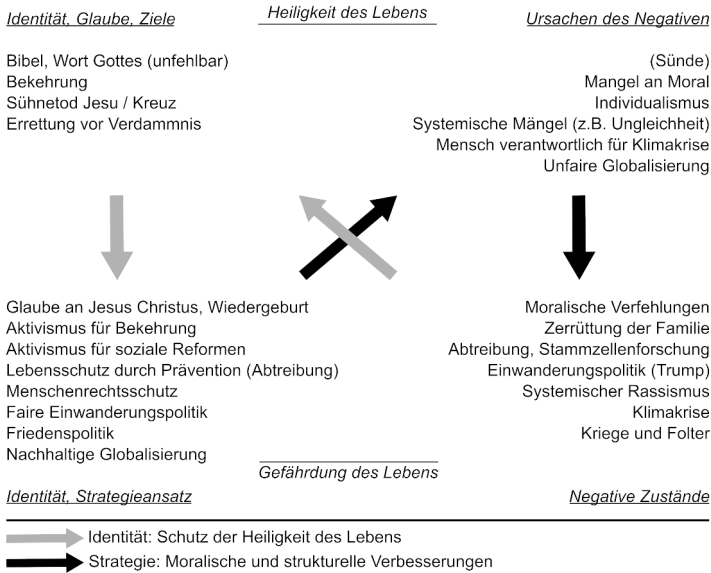 Identität, Glaube, Ziele
Heiligkeit des Lebens
Ursachen des Negativen
Bibel, Wort Gottes (unfehlbar)
Bekehrung
Sühnetod Jesu / Kreuz
Errettung vor Verdammnis
(Sünde)
Mangel an Moral
Individualismus
Systemische Mängel (z.B. Ungleichheit)
Mensch verantwortlich für Klimakrise
Unfaire Globalisierung
Glaube an Jesus Christus, Wiedergeburt
Aktivismus für Bekehrung
Aktivismus für soziale Reformen
Lebensschutz durch Prävention (Abtreibung)
Menschenrechtsschutz
Faire Einwanderungspolitik
Friedenspolitik
Nachhaltige Globalisierung
Moralische Verfehlungen
Zerrüttung der Familie
Abtreibung, Stammzellenforschung
Einwanderungspolitik (Trump)
Systemischer Rassismus
Klimakrise
Kriege und Folter
Gefährdung des Lebens
Identität, Strategieansatz
Negative Zustände
Identität: Schutz der Heiligkeit des Lebens
Strategie: Moralische und strukturelle Verbesserungen